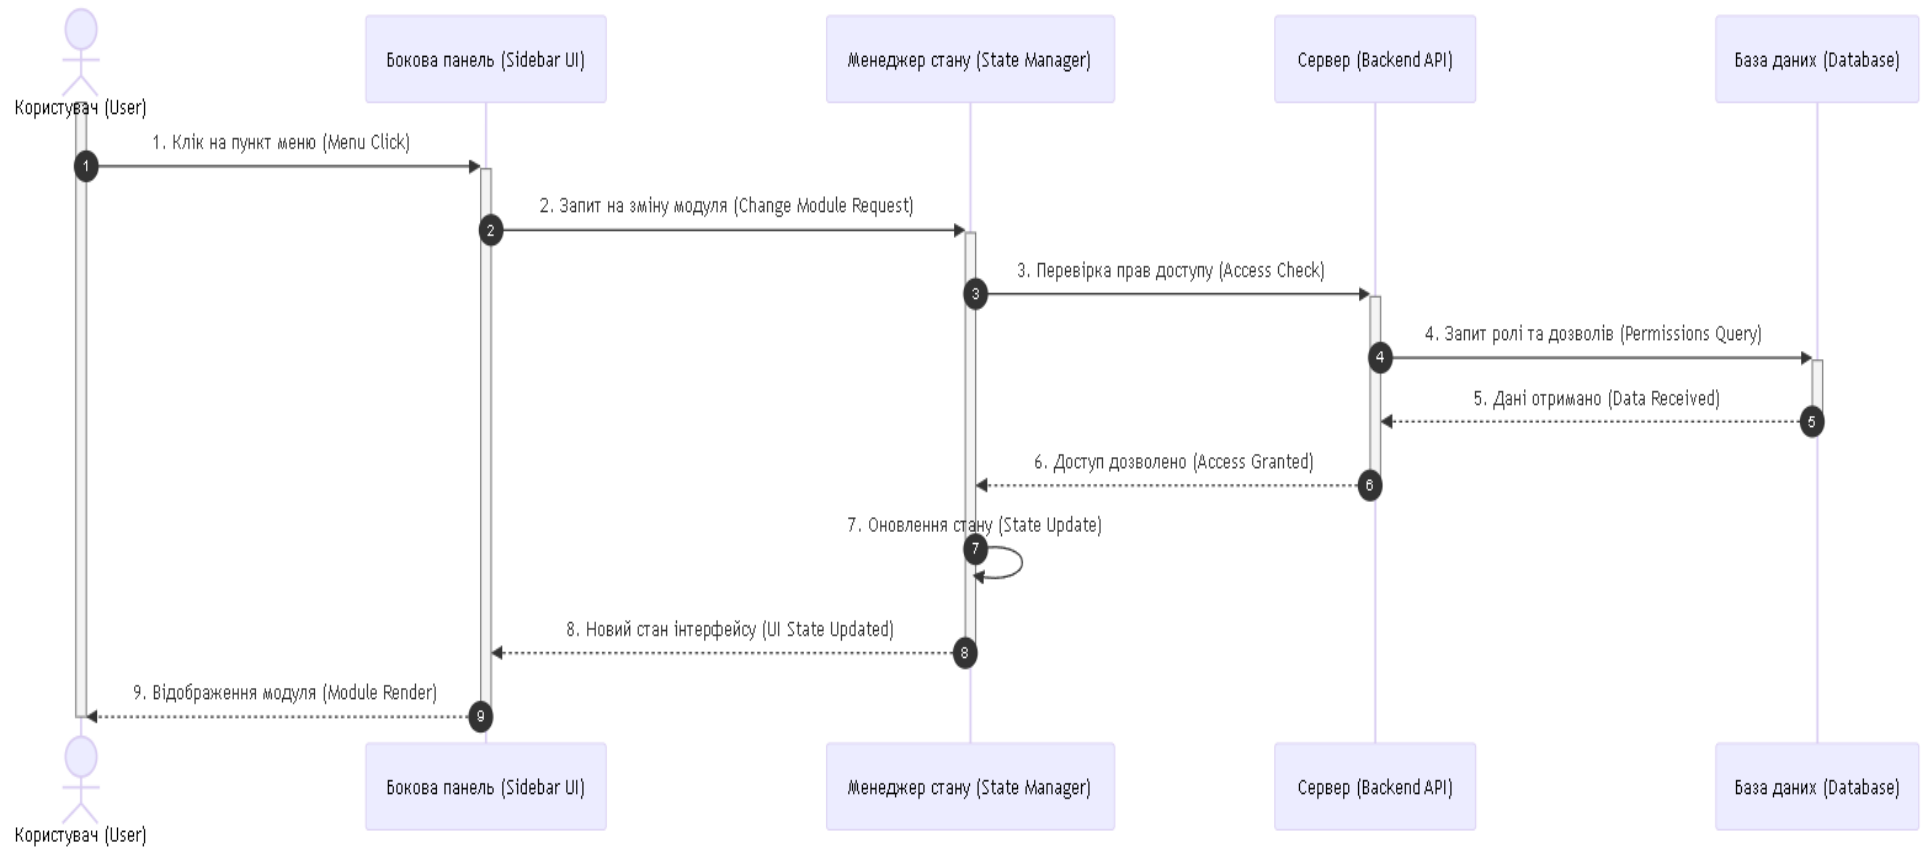 Користувач (User)
Бокова панель (Sidebar UI)
Менеджер стану (State Manager)
Сервер (Backend API)
База даних (Database)
1. Клік на пункт меню (Menu Click)
1
2. Запит на зміну модуля (Change Module Request)
2
3. Перевірка прав доступу (Access Check)
3
4. Запит ролі та дозволів (Permissions Query)
4
5. Дані отримано (Data Received)
5
6. Доступ дозволено (Access Granted)
6
7. Оновлення стану (State Update)
7
8. Новий стан інтерфейсу (UI State Updated)
8
9. Відображення модуля (Module Render)
9
Користувач (User)
Бокова панель (Sidebar UI)
Менеджер стану (State Manager)
Сервер (Backend API)
База даних (Database)